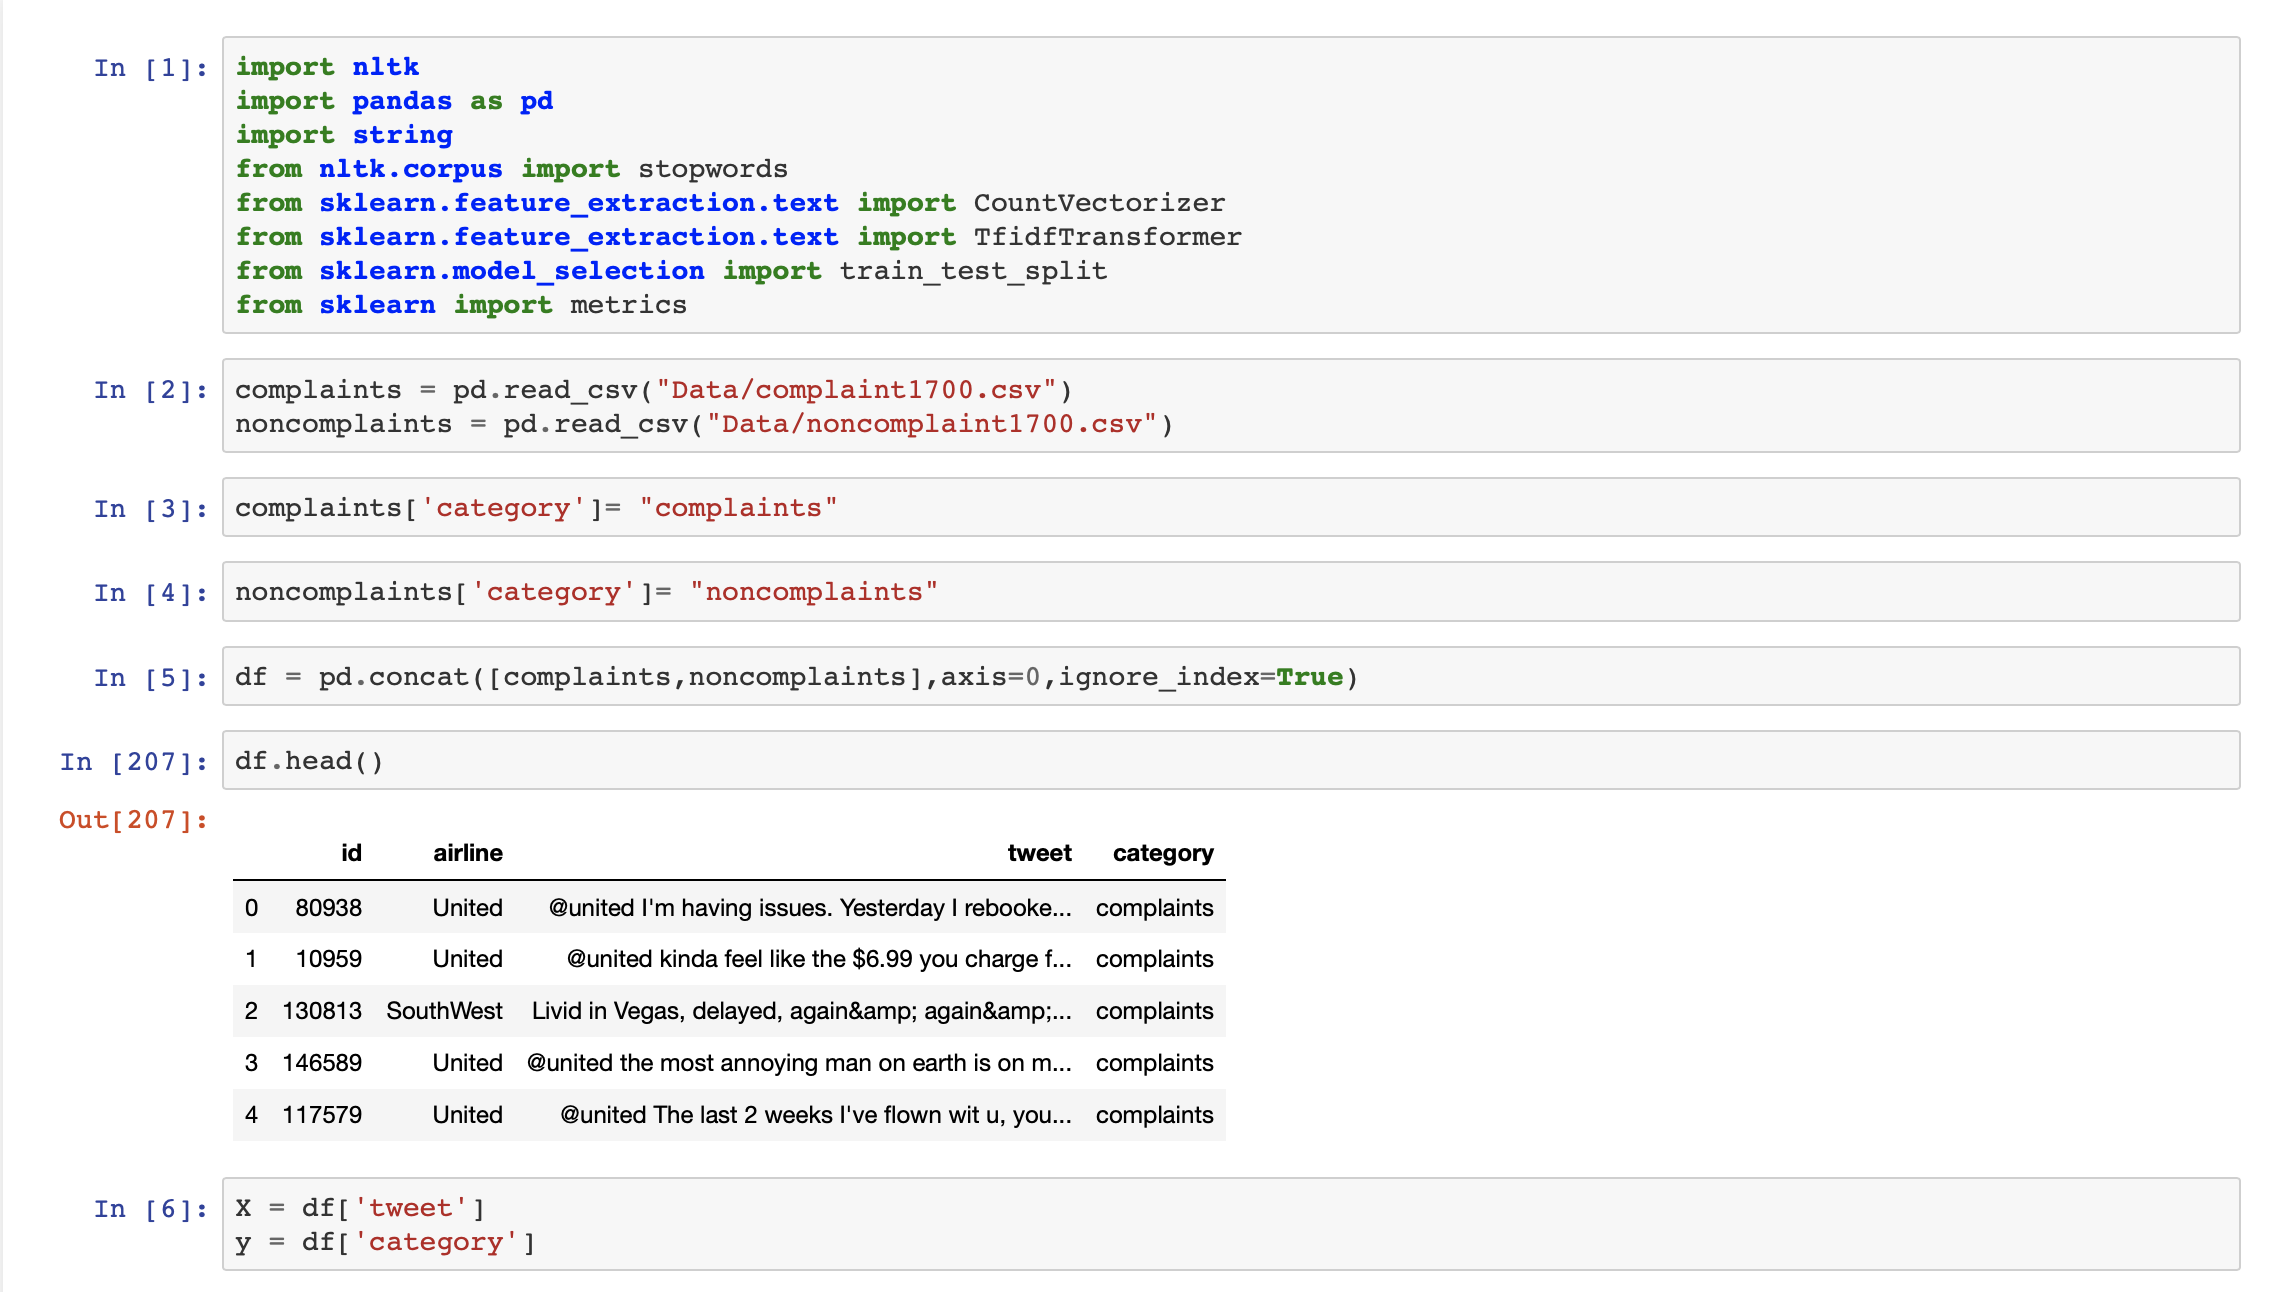 In [1]: import nltk
import pandas as pd
import string
from nltk.corpus import stopwords
from sklearn.feature_extraction.text import CountVectorizer
from sklearn.feature_extraction.text import TfidfTransformer
from sklearn.model_selection import train_test_split
from sklearn import metrics
In [2]: complaints = pd.read_csv("Data/complaint1700.csv")
noncomplaints = pd.read_csv("Data/noncomplaint1700.csv")
In [3]: complaints['category']= "complaints"
In [4]: noncomplaints['category']= "noncomplaints"
In [5]: df = pd.concat([complaints,noncomplaints],axis=0,ignore_index=True)
In [207]: df.head()
Out[207]:
id airline tweet category
0 80938 United @united I'm having issues. Yesterday I rebooke... complaints
1 10959 United @united kinda feel like the $6.99 you charge f... complaints
2 130813 SouthWest Livid in Vegas, delayed, again&amp; again&amp;... complaints
3 146589 United @united the most annoying man on earth is on m... complaints
4 117579 United @united The last 2 weeks I've flown wit u, you... complaints
In [6]: X = df['tweet']
y = df['category']